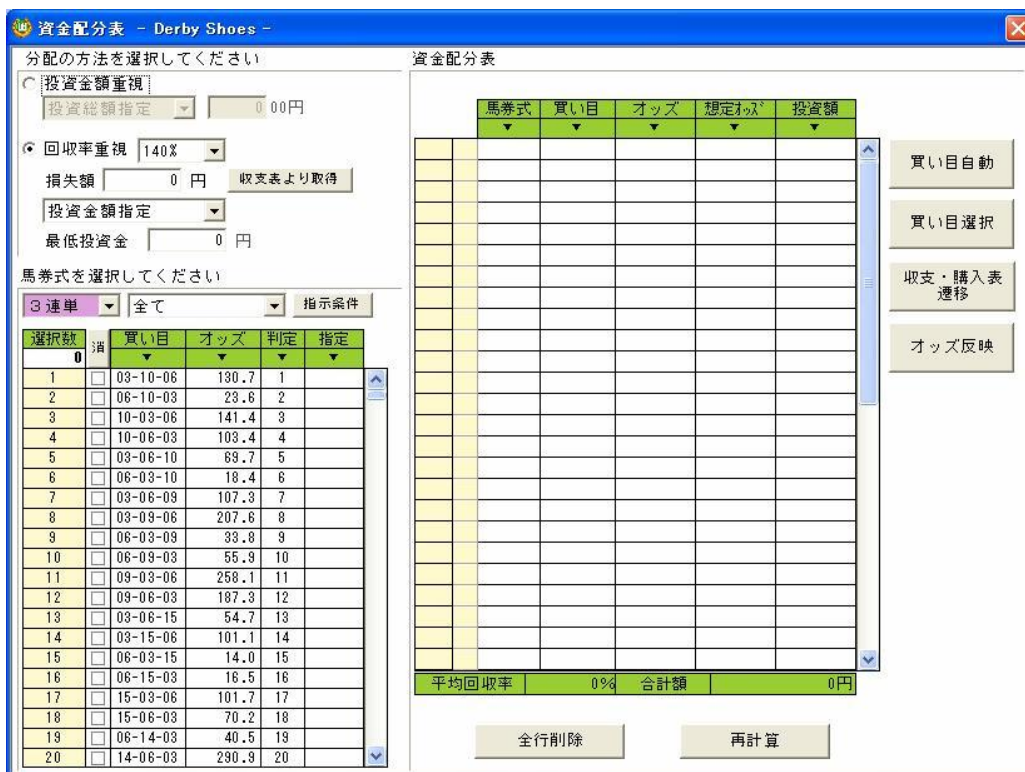 資金配分表 - Derby Shoes -
分配の方法を選択してください
投資金額重視
投資総額指定 0 00円
回収率重視 140%
損失額 0 円 収支表より取得
投資金額指定
最低投資金 0 円
馬券式を選択してください
3連単 全て 指示条件
選択数 消 買い目 オッズ 判定 指定
0 ▼ ▼ ▼ ▼
1 03-10-06 130.7 1
2 06-10-03 23.6 2
3 10-03-06 141.4 3
4 10-06-03 103.4 4
5 03-06-10 69.7 5
6 06-03-10 18.4 6
7 03-06-09 107.3 7
8 03-09-06 207.6 8
9 06-03-09 33.8 9
10 06-09-03 55.9 10
11 09-03-06 258.1 11
12 09-06-03 187.3 12
13 03-06-15 54.7 13
14 03-15-06 101.1 14
15 06-03-15 14.0 15
16 06-15-03 16.5 16
17 15-03-06 101.7 17
18 15-06-03 70.2 18
19 06-14-03 40.5 19
20 14-06-03 290.9 20
資金配分表
馬券式 買い目 オッズ 想定オッズ 投資額
▼ ▼ ▼ ▼ ▼
平均回収率 0% 合計額 0円
全行削除 再計算
買い目自動
買い目選択
収支・購入表
遷移
オッズ反映